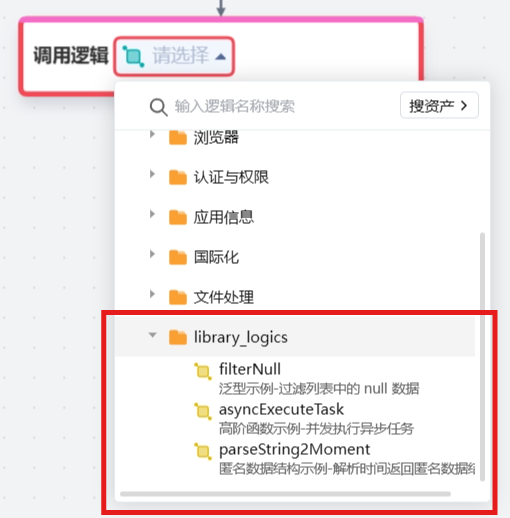 调用逻辑 请选择
输入逻辑名称搜索 搜资产
浏览器
认证与权限
应用信息
国际化
文件处理
library_logics
filterNull
泛型示例-过滤列表中的 null 数据
asyncExecuteTask
高阶函数示例-并发执行异步任务
parseString2Moment
匿名数据结构示例-解析时间返回匿名数据结